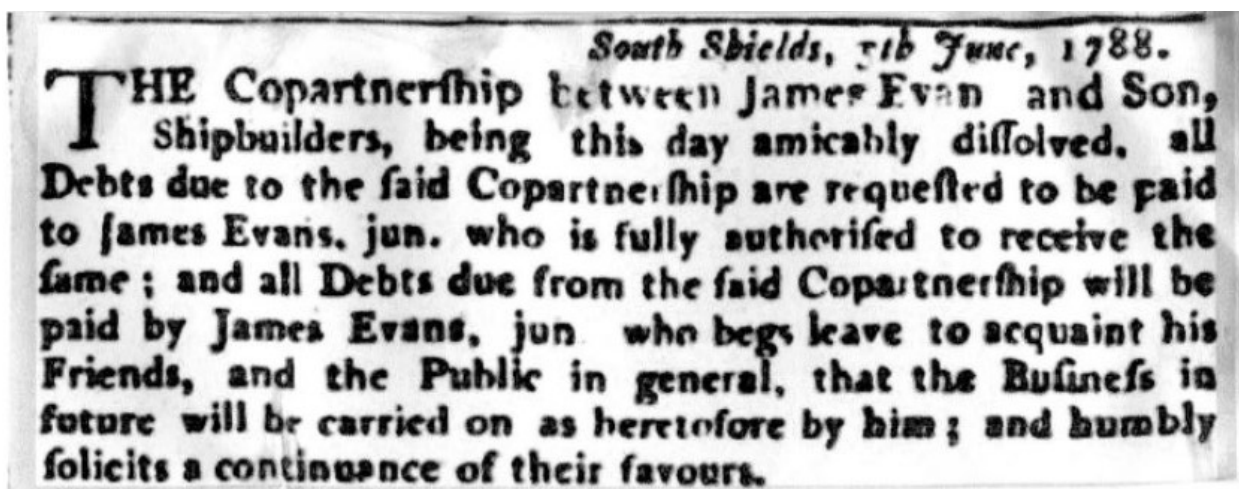 South Shields, 5th June, 1788.
THE Copartnerſhip between James Evan and Son,
Shipbuilders, being this day amicably diſſolved, all
Debts due to the ſaid Copartnerſhip are requeſted to be paid
to James Evans, jun. who is fully authoriſed to receive the
ſame; and all Debts due from the ſaid Copartnerſhip will be
paid by James Evans, jun who begs leave to acquaint his
Friends, and the Public in general, that the Buſineſs in
future will be carried on as heretofore by him; and humbly
ſolicits a continuance of their favours.